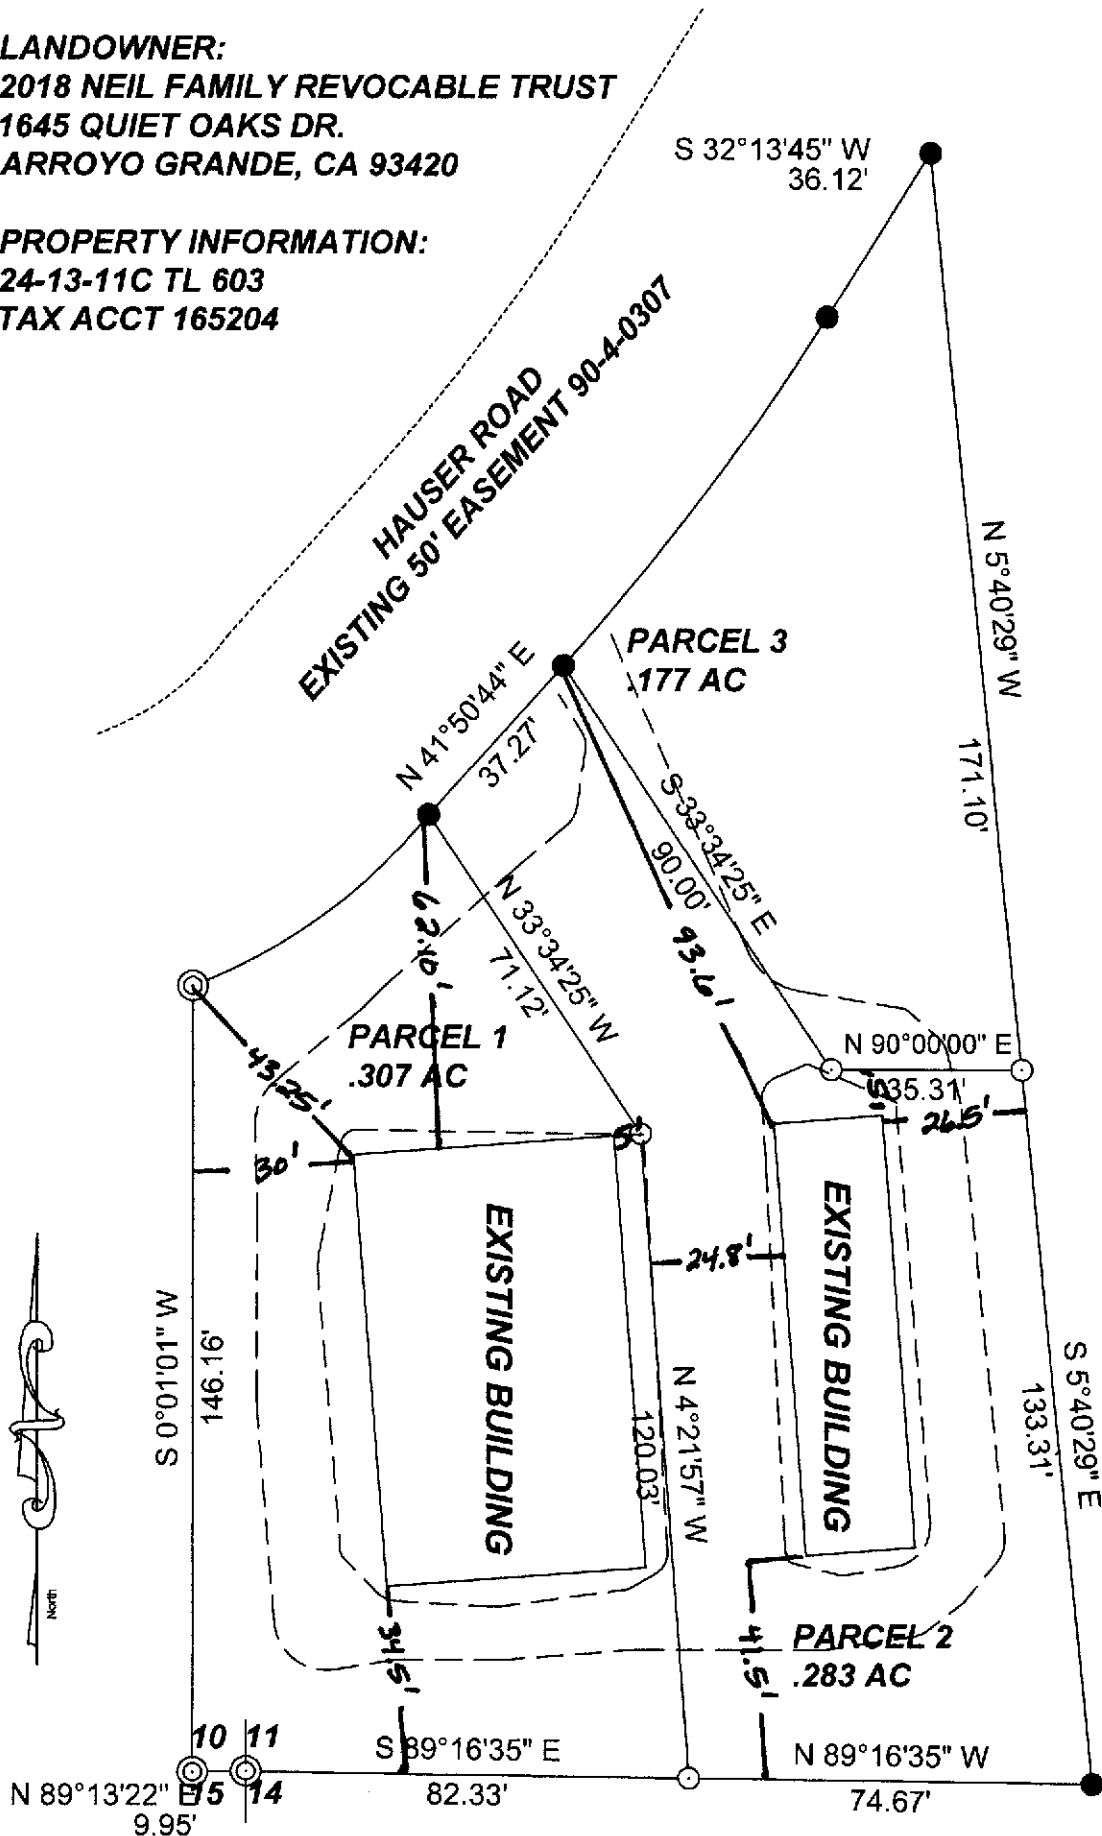 LANDOWNER:
2018 NEIL FAMILY REVOCABLE TRUST
1645 QUIET OAKS DR.
ARROYO GRANDE, CA 93420
PROPERTY INFORMATION:
24-13-11C TL 603
TAX ACCT 165204
S 32°13'45" W
36.12'
HAUSER ROAD
EXISTING 50' EASEMENT 90-4-0307
N 5°40'29" W
171.10'
PARCEL 3
.177 AC
N 41°50'44" E
37.27'
S 33°34'25" E
90.00'
93.6'
N 33°34'25" W
71.12'
62.10'
PARCEL 1
.307 AC
43.25'
30'
5'
N 90°00'00" E
35.31'
5'
26.5'
24.8'
EXISTING BUILDING
EXISTING BUILDING
S 0°01'01" W
146.16'
N 4°21'57" W
120.03'
S 5°40'29" E
133.31'
North
34.5'
41.5'
PARCEL 2
.283 AC
10 11
15 14
S 89°16'35" E
82.33'
N 89°16'35" W
74.67'
N 89°13'22" E
9.95'